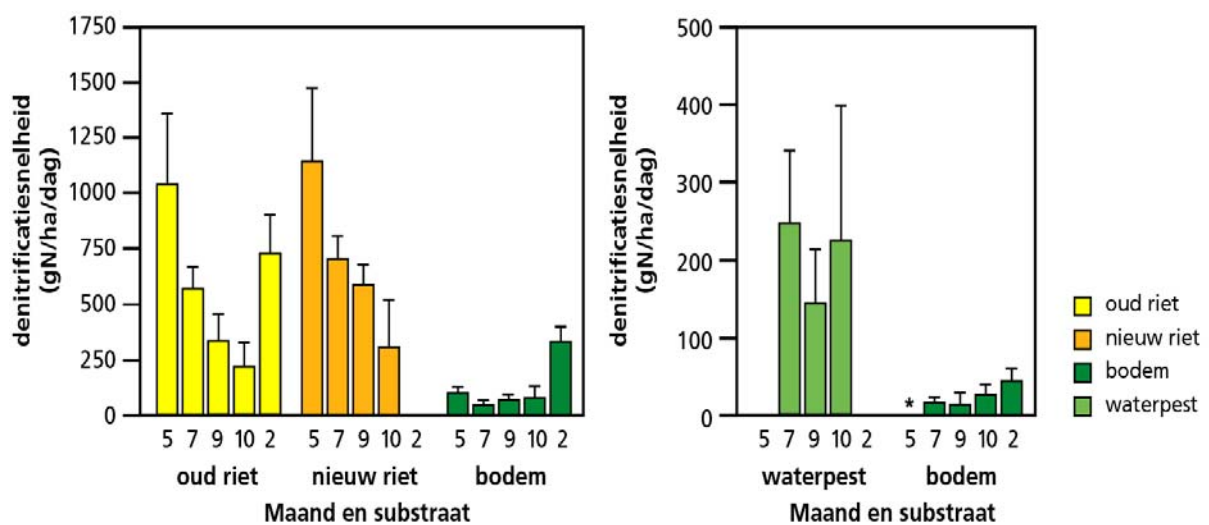 denitrificatiesnelheid
(gN/ha/dag)
1750
1500
1250
1000
750
500
250
0
5 7 9 10 2 5 7 9 10 2 5 7 9 10 2
oud riet nieuw riet bodem
Maand en substraat
denitrificatiesnelheid
(gN/ha/dag)
500
400
300
200
100
0
*
5 7 9 10 2 5 7 9 10 2
waterpest bodem
Maand en substraat
oud riet
nieuw riet
bodem
waterpest